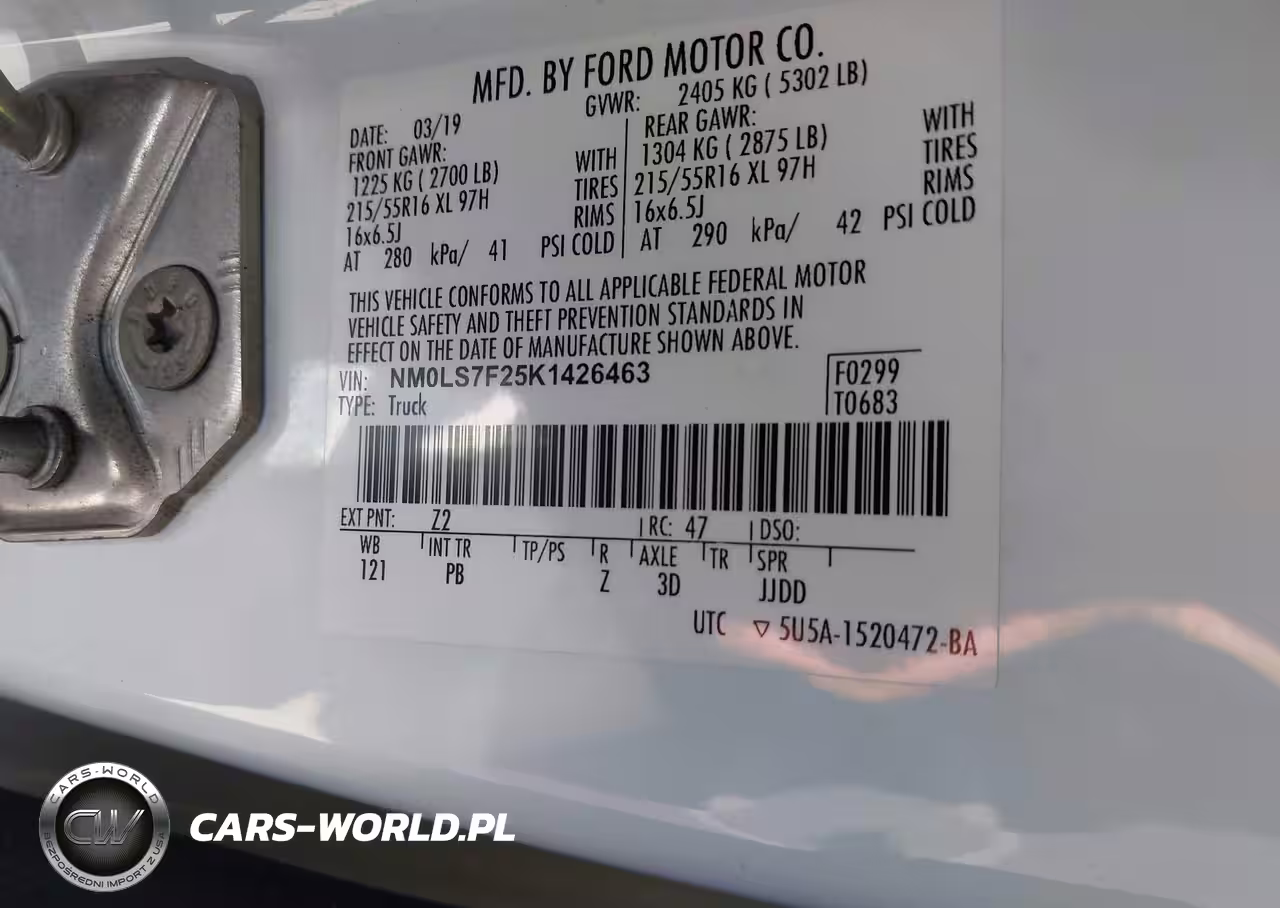 MFD. BY FORD MOTOR CO.
DATE: 03/19 GVWR: 2405 KG ( 5302 LB)
FRONT GAWR: REAR GAWR:
1225 KG ( 2700 LB) WITH 1304 KG ( 2875 LB) WITH
215/55R16 XL 97H TIRES 215/55R16 XL 97H TIRES
16x6.5J RIMS 16x6.5J RIMS
AT 280 kPa/ 41 PSI COLD AT 290 kPa/ 42 PSI COLD
THIS VEHICLE CONFORMS TO ALL APPLICABLE FEDERAL MOTOR
VEHICLE SAFETY AND THEFT PREVENTION STANDARDS IN
EFFECT ON THE DATE OF MANUFACTURE SHOWN ABOVE.
VIN: NM0LS7F25K1426463 F0299
TYPE: Truck T0683
EXT PNT: Z2 RC: 47 DSO:
WB INT TR TP/PS R AXLE TR SPR
121 PB Z 3D JJDD
UTC ▽ 5U5A-1520472-BA
CARS-WORLD
CW
BEZPOŚREDNI IMPORT Z USA
CARS-WORLD.PL